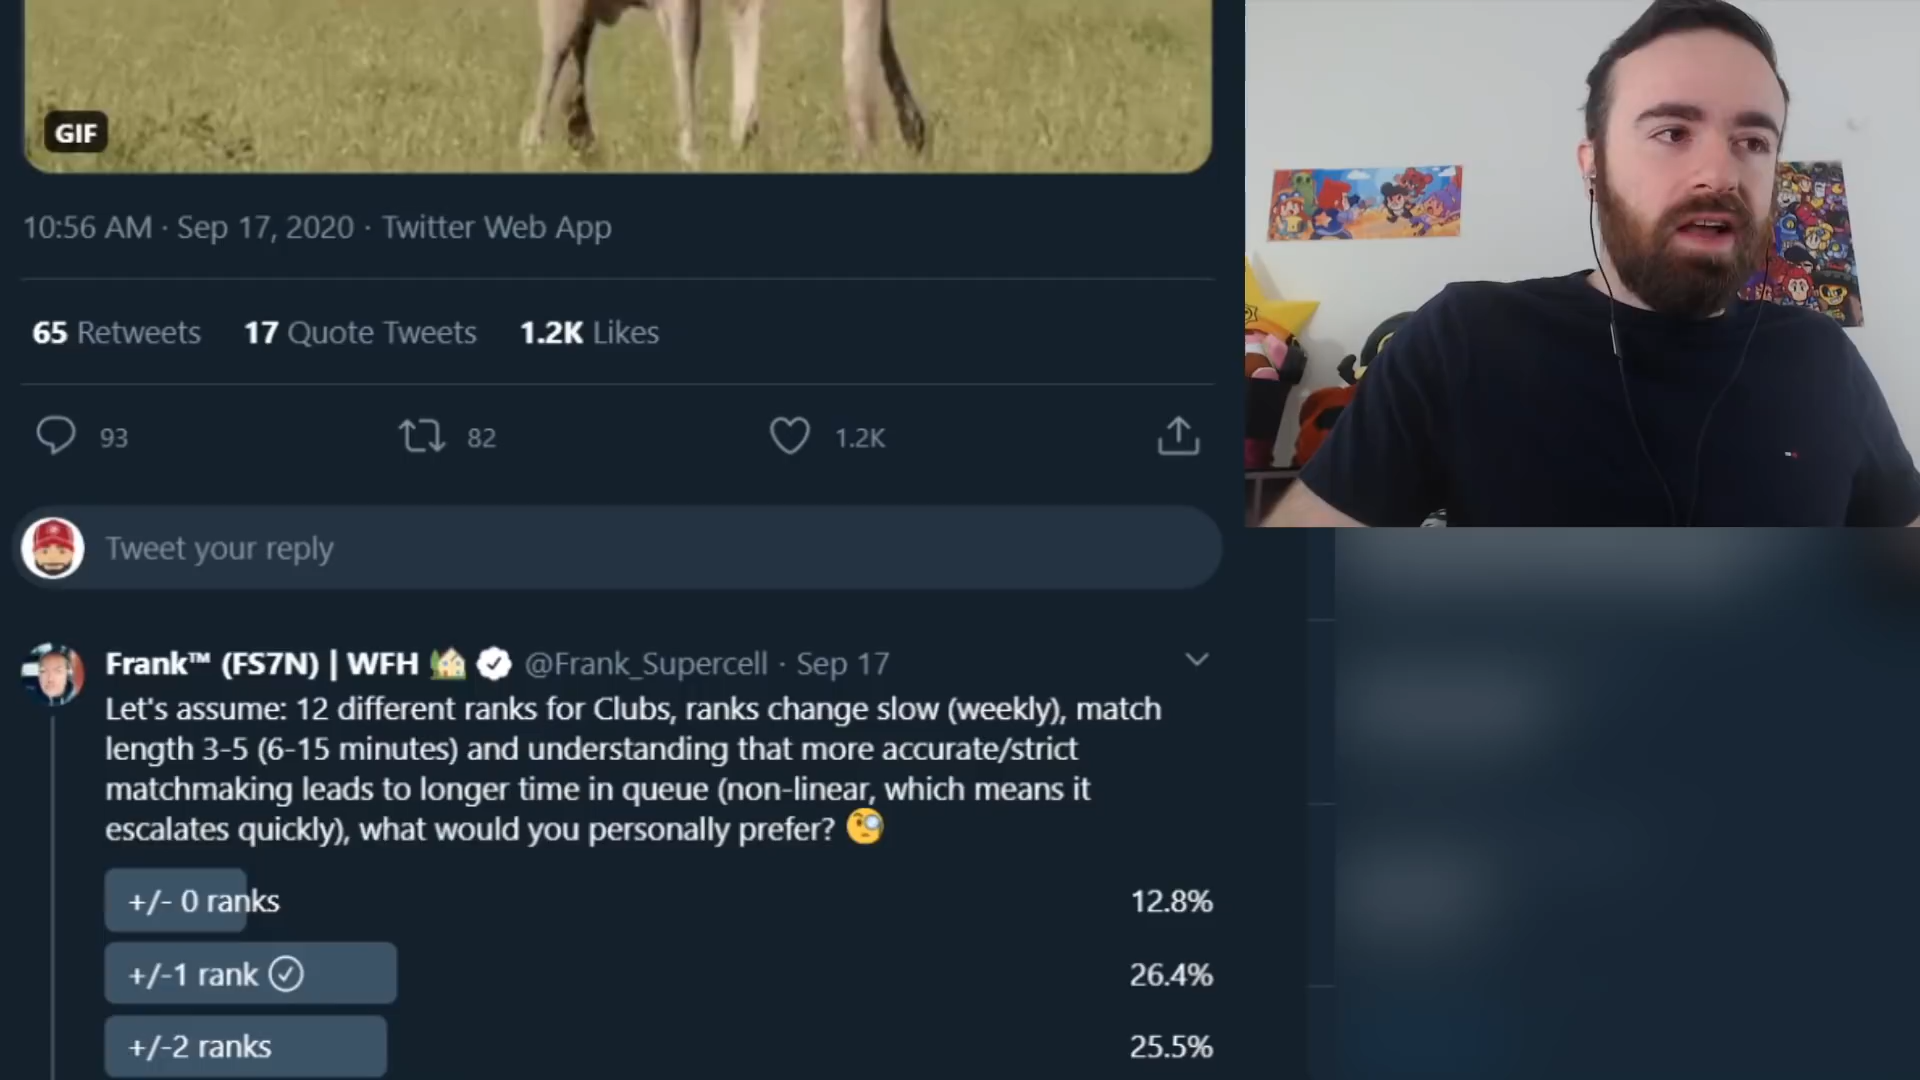 GIF
10:56 AM · Sep 17, 2020 · Twitter Web App
65 Retweets 17 Quote Tweets 1.2K Likes
93 82 1.2K
Tweet your reply
Frank™ (FS7N) | WFH 🏡 @Frank_Supercell · Sep 17
Let's assume: 12 different ranks for Clubs, ranks change slow (weekly), match
length 3-5 (6-15 minutes) and understanding that more accurate/strict
matchmaking leads to longer time in queue (non-linear, which means it
escalates quickly), what would you personally prefer? 🧐
+/- 0 ranks 12.8%
+/-1 rank 26.4%
+/-2 ranks 25.5%